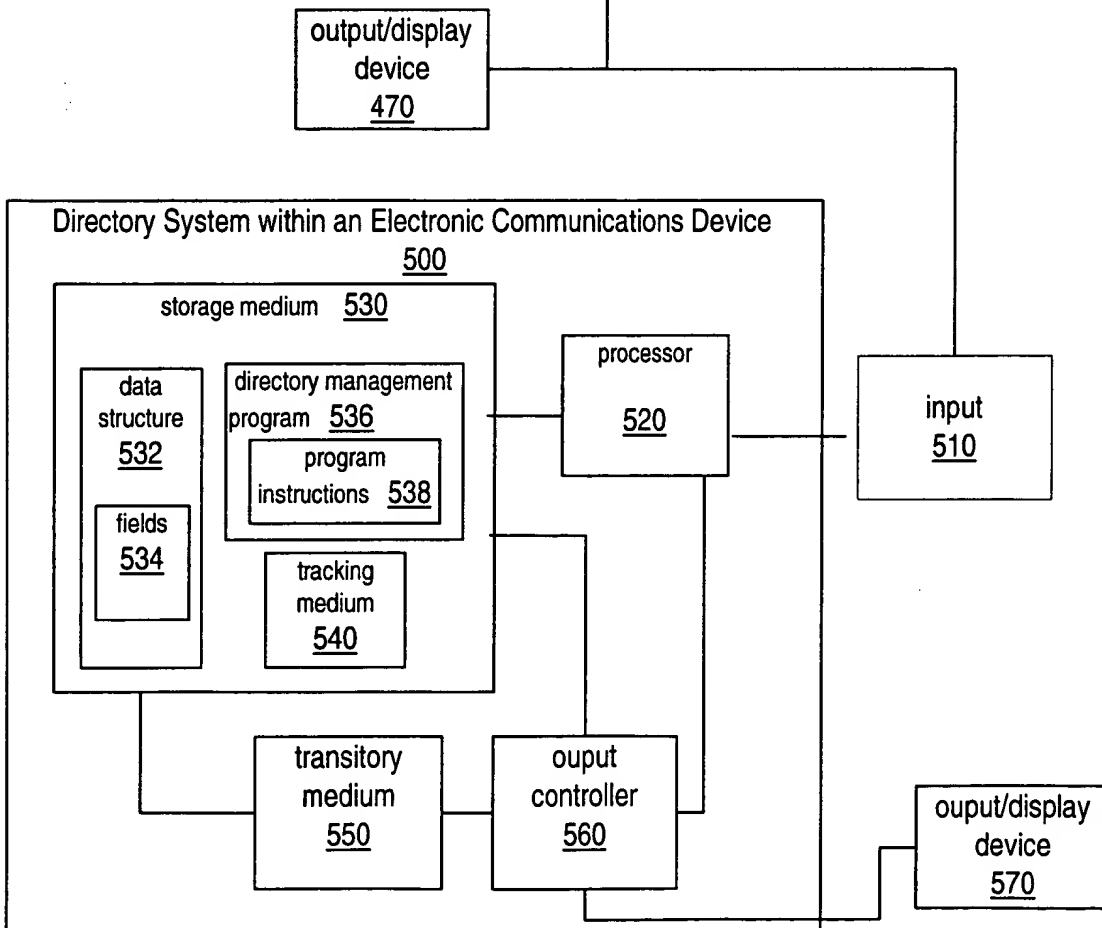 output/display
device
470
Directory System within an Electronic Communications Device
500
storage medium 530
data
structure
532
fields
534
directory management
program 536
program
instructions 538
tracking
medium
540
processor
520
input
510
transitory
medium
550
ouput
controller
560
ouput/display
device
570